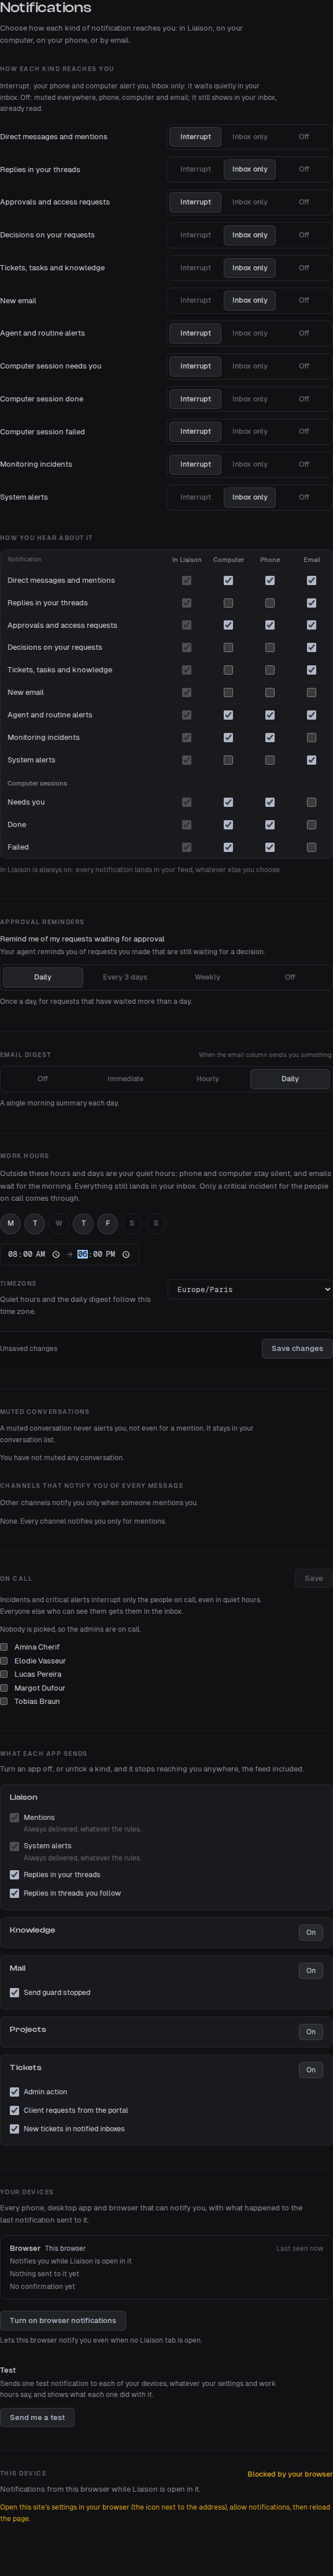 Notifications
Choose how each kind of notification reaches you: in Liaison, on your
computer, on your phone, or by email.
HOW EACH KIND REACHES YOU
Interrupt: your phone and computer alert you. Inbox only: it waits quietly in your
inbox. Off: muted everywhere, phone, computer and email; it still shows in your inbox,
already read.
Direct messages and mentions Interrupt Inbox only Off
Replies in your threads Interrupt Inbox only Off
Approvals and access requests Interrupt Inbox only Off
Decisions on your requests Interrupt Inbox only Off
Tickets, tasks and knowledge Interrupt Inbox only Off
New email Interrupt Inbox only Off
Agent and routine alerts Interrupt Inbox only Off
Computer session needs you Interrupt Inbox only Off
Computer session done Interrupt Inbox only Off
Computer session failed Interrupt Inbox only Off
Monitoring incidents Interrupt Inbox only Off
System alerts Interrupt Inbox only Off
HOW YOU HEAR ABOUT IT
Notification In Liaison Computer Phone Email
Direct messages and mentions
Replies in your threads
Approvals and access requests
Decisions on your requests
Tickets, tasks and knowledge
New email
Agent and routine alerts
Monitoring incidents
System alerts
Computer sessions
Needs you
Done
Failed
In Liaison is always on: every notification lands in your feed, whatever else you choose.
APPROVAL REMINDERS
Remind me of my requests waiting for approval
Your agent reminds you of requests you made that are still waiting for a decision.
Daily Every 3 days Weekly Off
Once a day, for requests that have waited more than a day.
EMAIL DIGEST When the email column sends you something.
Off Immediate Hourly Daily
A single morning summary each day.
WORK HOURS
Outside these hours and days are your quiet hours: phone and computer stay silent, and emails
wait for the morning. Everything still lands in your inbox. Only a critical incident for the people
on call comes through.
M T W T F S S
08:00 AM → 06:00 PM
TIMEZONE Europe/Paris
Quiet hours and the daily digest follow this
time zone.
Unsaved changes Save changes
MUTED CONVERSATIONS
A muted conversation never alerts you, not even for a mention. It stays in your
conversation list.
You have not muted any conversation.
CHANNELS THAT NOTIFY YOU OF EVERY MESSAGE
Other channels notify you only when someone mentions you.
None. Every channel notifies you only for mentions.
ON CALL Save
Incidents and critical alerts interrupt only the people on call, even in quiet hours.
Everyone else who can see them gets them in the inbox.
Nobody is picked, so the admins are on call.
Amina Cherif
Elodie Vasseur
Lucas Pereira
Margot Dufour
Tobias Braun
WHAT EACH APP SENDS
Turn an app off, or untick a kind, and it stops reaching you anywhere, the feed included.
Liaison
Mentions
Always delivered, whatever the rules.
System alerts
Always delivered, whatever the rules.
Replies in your threads
Replies in threads you follow
Knowledge On
Mail On
Send guard stopped
Projects On
Tickets On
Admin action
Client requests from the portal
New tickets in notified inboxes
YOUR DEVICES
Every phone, desktop app and browser that can notify you, with what happened to the
last notification sent to it.
Browser This browser Last seen now
Notifies you while Liaison is open in it
Nothing sent to it yet
No confirmation yet
Turn on browser notifications
Lets this browser notify you even when no Liaison tab is open.
Test
Sends one test notification to each of your devices, whatever your settings and work
hours say, and shows what each one did with it.
Send me a test
THIS DEVICE Blocked by your browser
Notifications from this browser while Liaison is open in it.
Open this site's settings in your browser (the icon next to the address), allow notifications, then reload
the page.